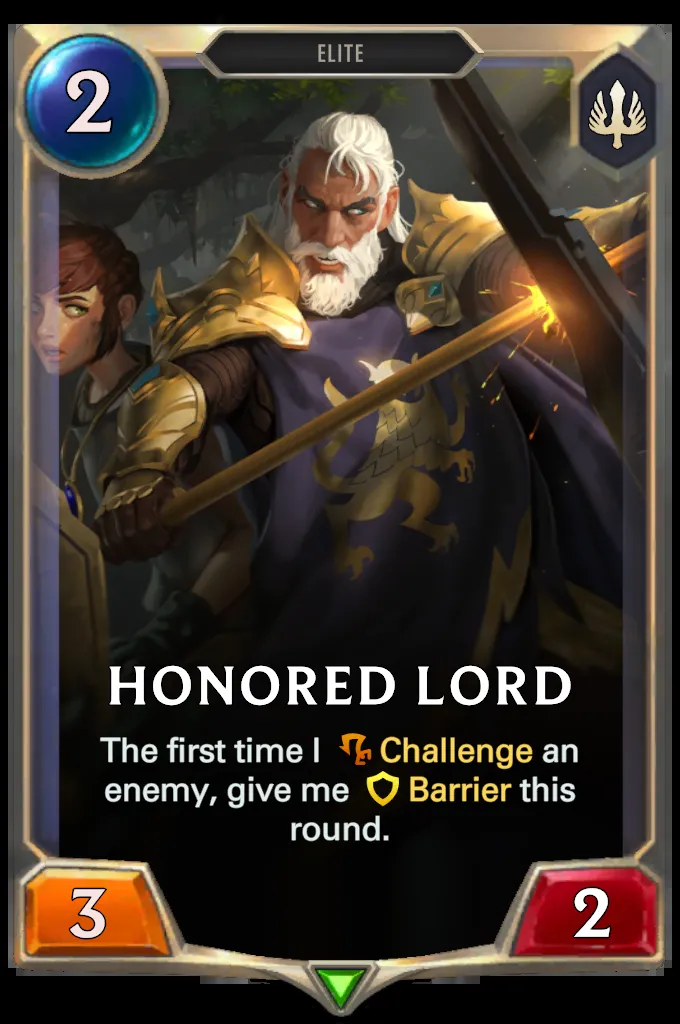 ELITE
2
HONORED LORD
The first time I Challenge an
enemy, give me Barrier this
round.
3
2